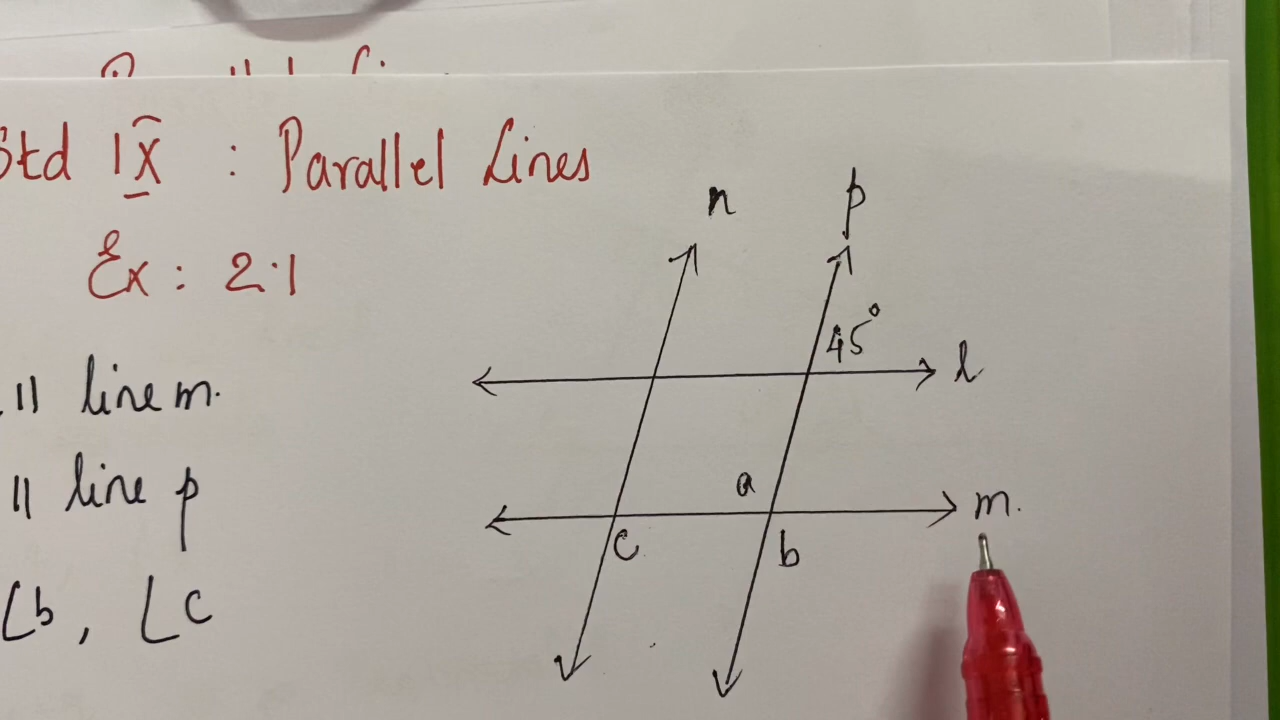 Std IX : Parallel Lines
Ex : 2.1
n
p
45°
|| line m.
l
|| line p
a
m.
c
b
∠b, ∠c